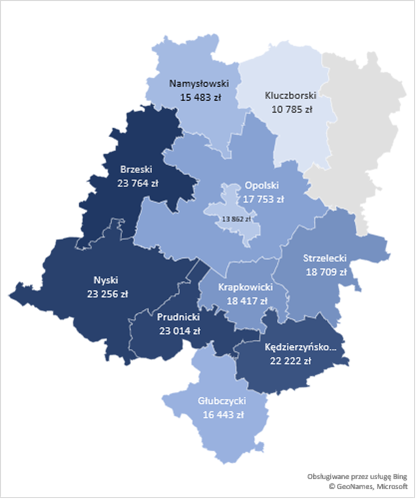 Namysłowski
15 483 zł
Kluczborski
10 785 zł
Brzeski
23 764 zł
Opolski
17 753 zł
13 862 zł
Strzelecki
18 709 zł
Nyski
23 256 zł
Krapkowicki
18 417 zł
Prudnicki
23 014 zł
Kędzierzyńsko...
22 222 zł
Głubczycki
16 443 zł
Obsługiwane przez usługę Bing
© GeoNames, Microsoft